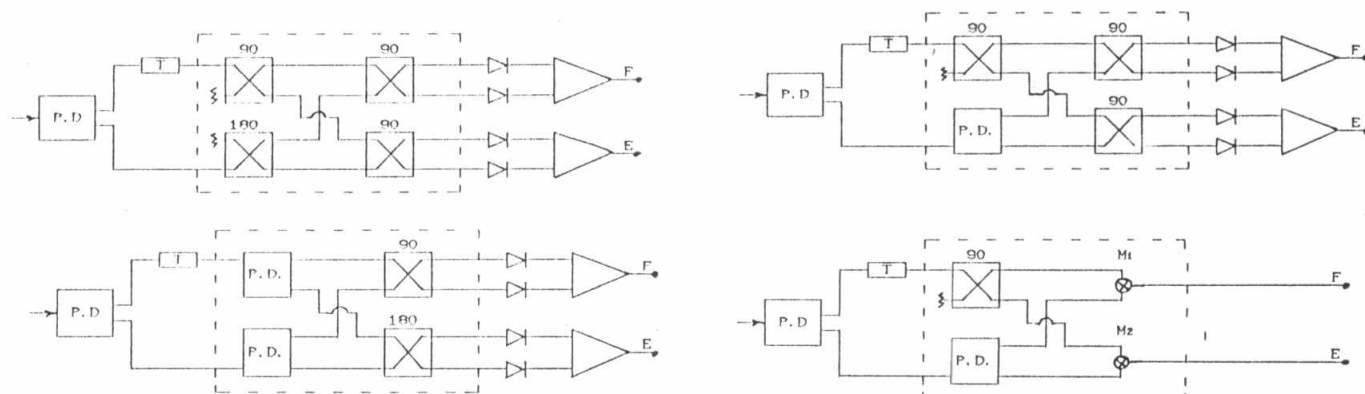 90 90
T F
P.D
180 90
E
90 90
T F
P.D
P.D. 90
E
90
T P.D. F
P.D
180
P.D. E
90 M1
T F
P.D
M2
P.D. E